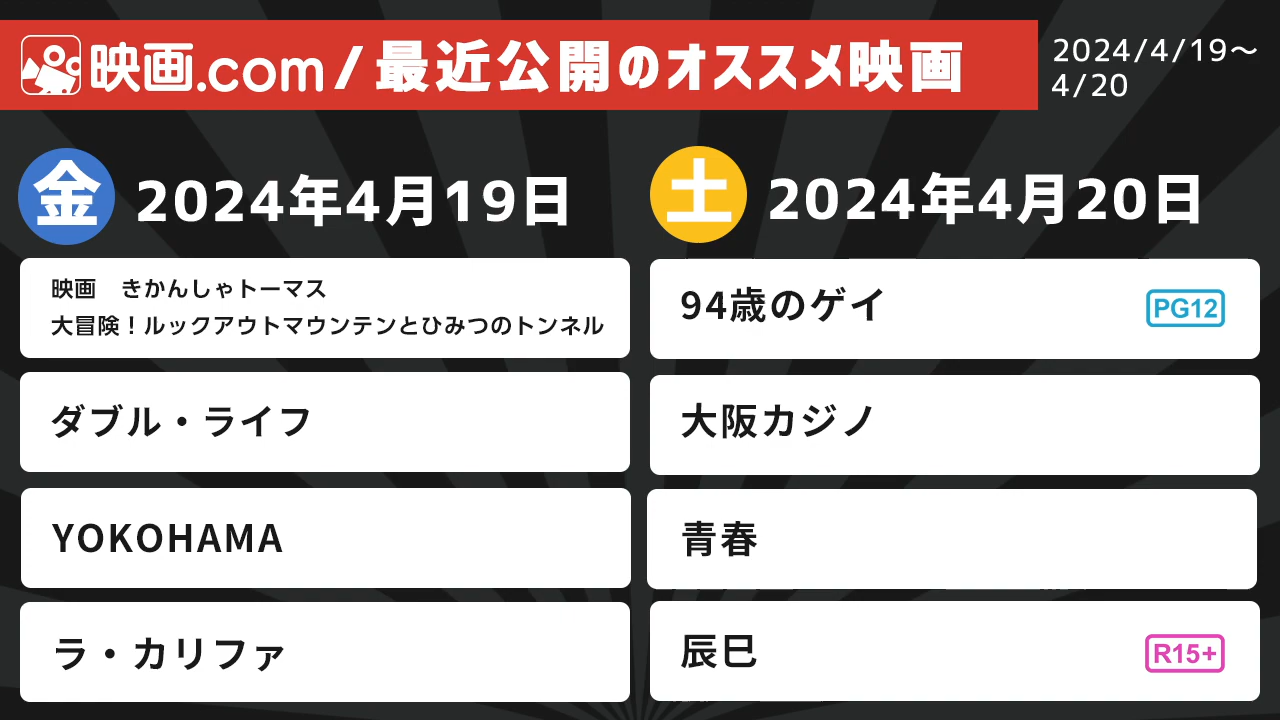 映画.com / 最近公開のオススメ映画
2024/4/19～
4/20
金 2024年4月19日
映画　きかんしゃトーマス
大冒険！ルックアウトマウンテンとひみつのトンネル
ダブル・ライフ
YOKOHAMA
ラ・カリファ
土 2024年4月20日
94歳のゲイ PG12
大阪カジノ
青春
辰巳 R15+